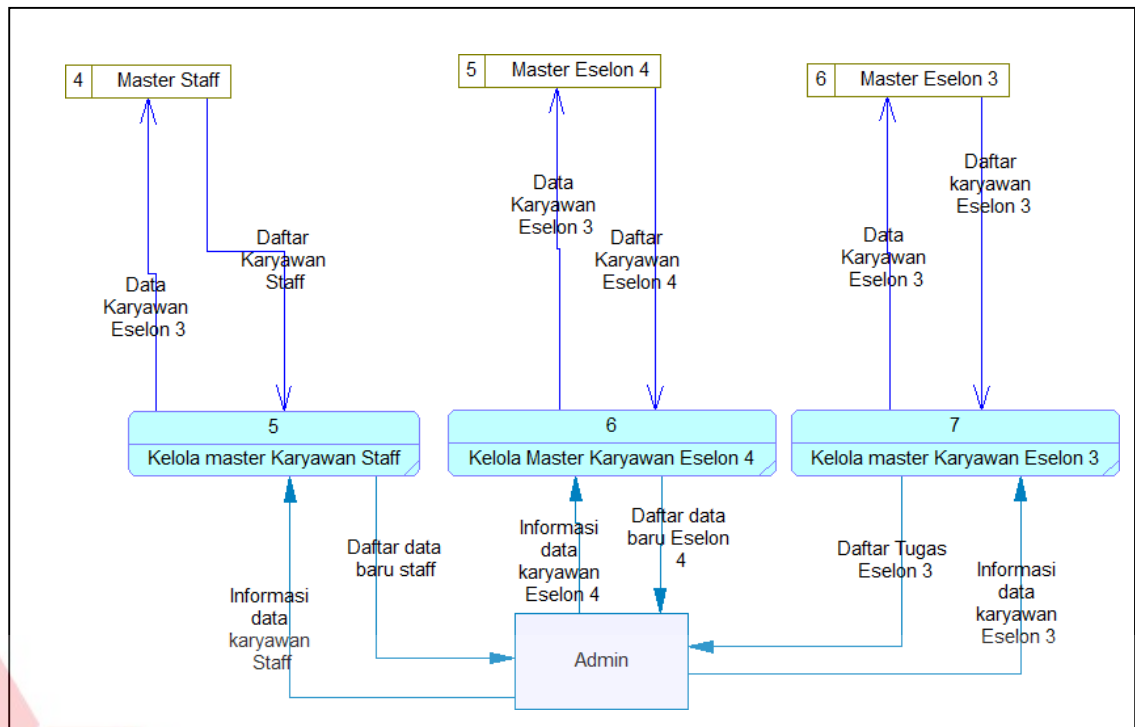 4 Master Staff
5 Master Eselon 4
6 Master Eselon 3
Data
Karyawan
Eselon 3
Daftar
Karyawan
Staff
Data
Karyawan
Eselon 3
Daftar
Karyawan
Eselon 4
Data
Karyawan
Eselon 3
Daftar
karyawan
Eselon 3
5
Kelola master Karyawan Staff
6
Kelola Master Karyawan Eselon 4
7
Kelola master Karyawan Eselon 3
Informasi
data
karyawan
Staff
Daftar data
baru staff
Informasi
data
karyawan
Eselon 4
Daftar data
baru Eselon
4
Daftar Tugas
Eselon 3
Informasi
data
karyawan
Eselon 3
Admin